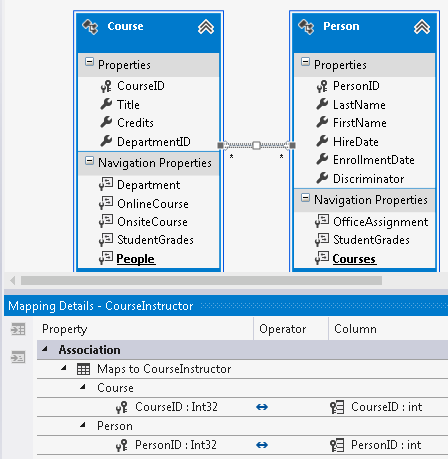 Course
Properties
CourseID
Title
Credits
DepartmentID
Navigation Properties
Department
OnlineCourse
OnsiteCourse
StudentGrades
People
* *
Person
Properties
PersonID
LastName
FirstName
HireDate
EnrollmentDate
Discriminator
Navigation Properties
OfficeAssignment
StudentGrades
Courses
Mapping Details - CourseInstructor
Property Operator Column
Association
Maps to CourseInstructor
Course
CourseID : Int32 CourseID : int
Person
PersonID : Int32 PersonID : int